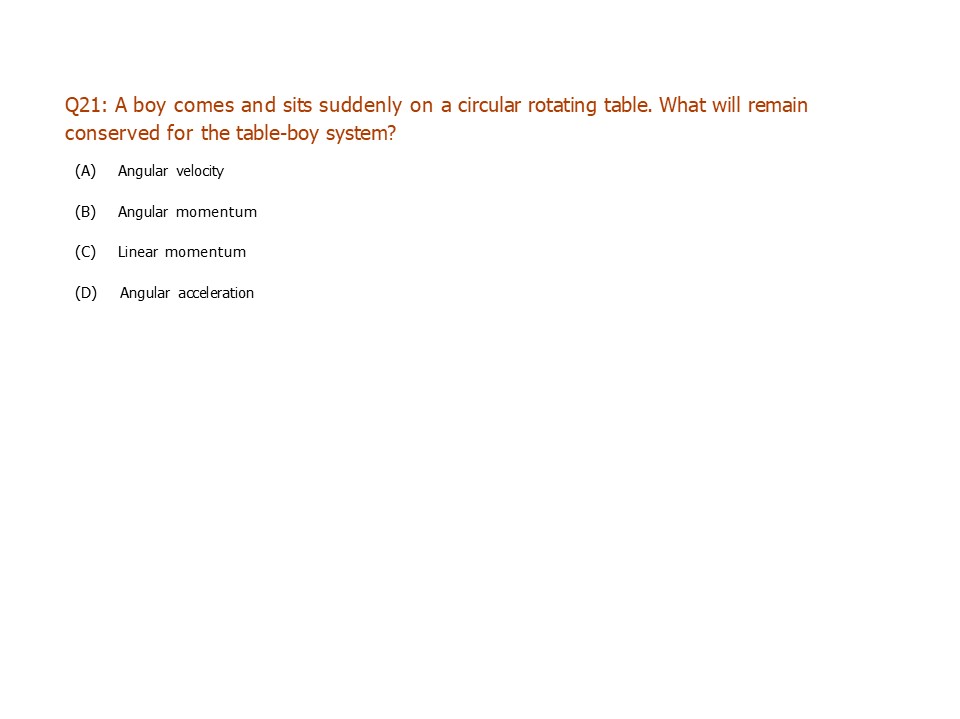 Q21: A boy comes and sits suddenly on a circular rotating table. What will remain
conserved for the table-boy system?
(A) Angular velocity
(B) Angular momentum
(C) Linear momentum
(D) Angular acceleration